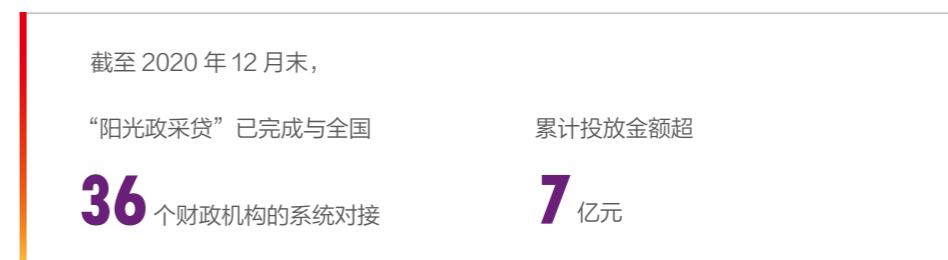 截至 2020 年 12 月末，
“阳光政采贷”已完成与全国
36 个财政机构的系统对接
累计投放金额超
7 亿元